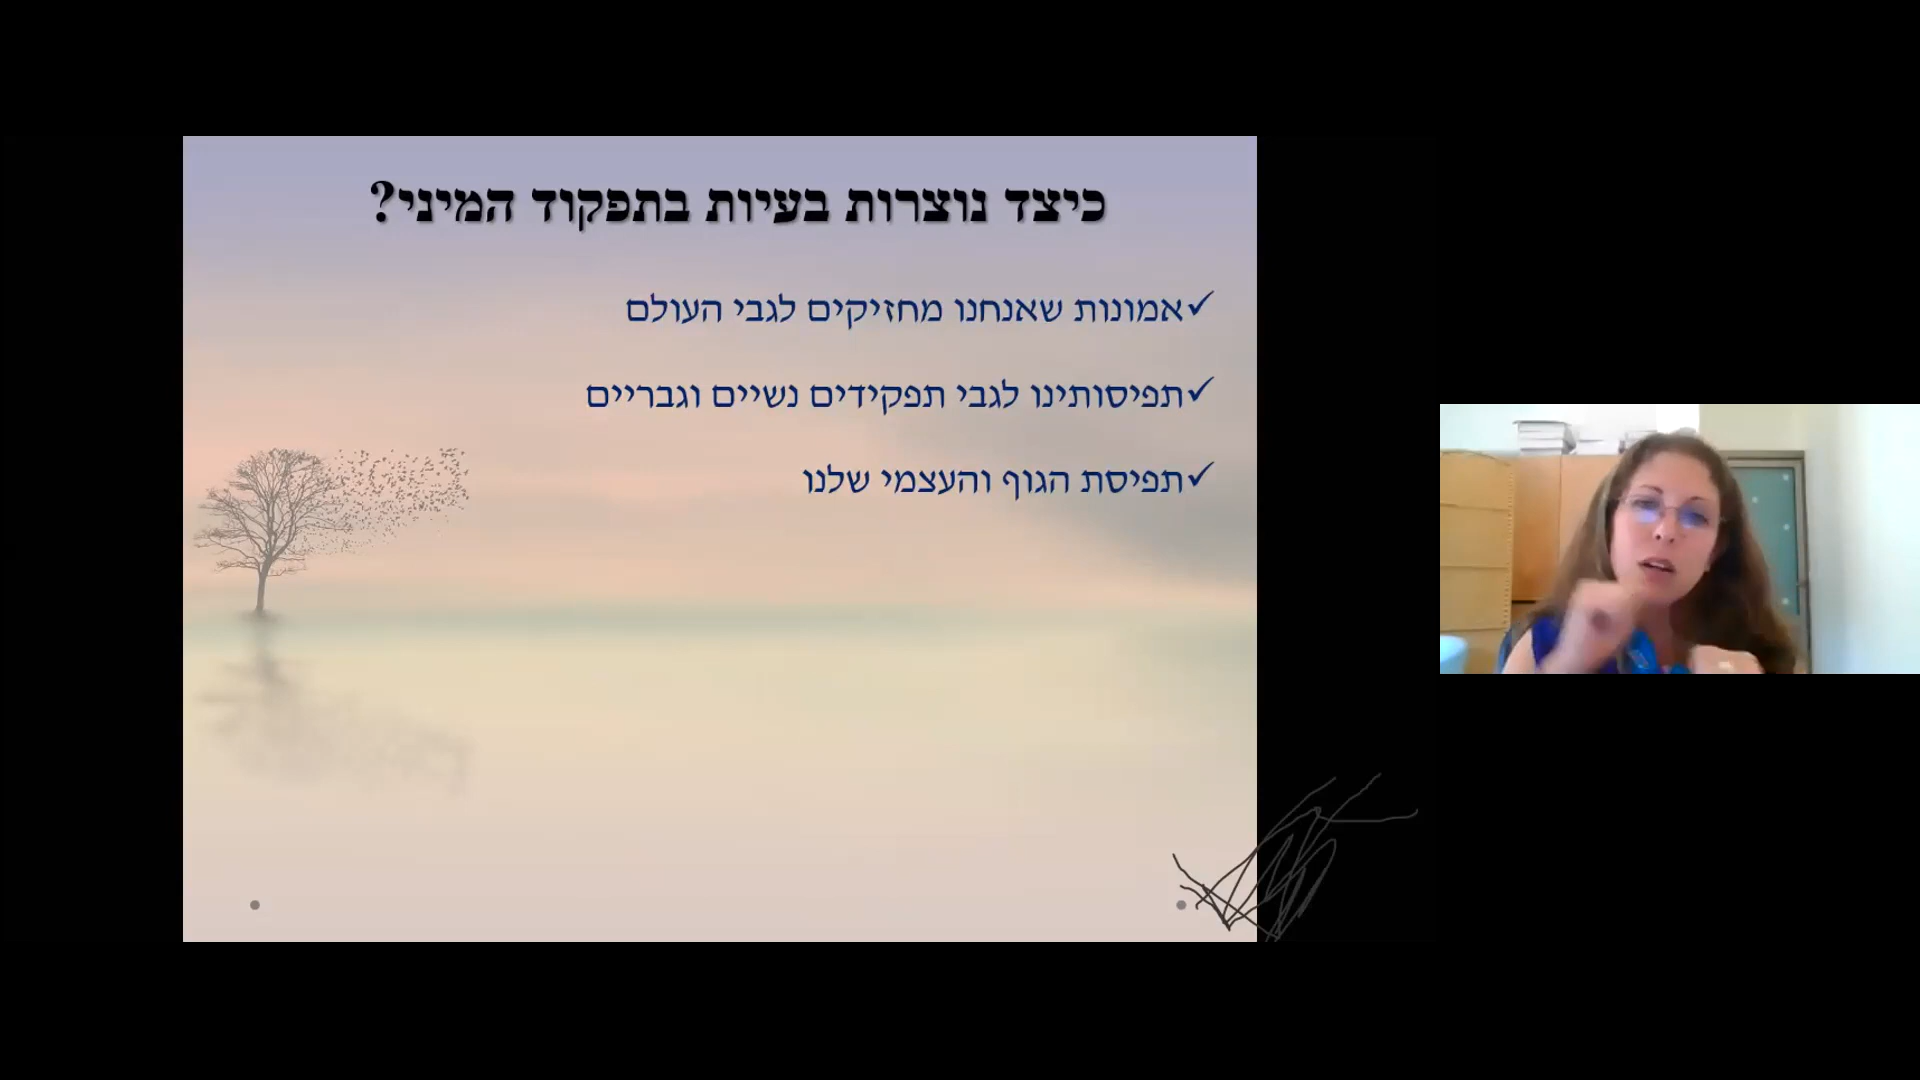 כיצד נוצרות בעיות בתפקוד המיני?
✓אמונות שאנחנו מחזיקים לגבי העולם
✓תפיסותינו לגבי תפקידים נשיים וגבריים
✓תפיסת הגוף והעצמי שלנו